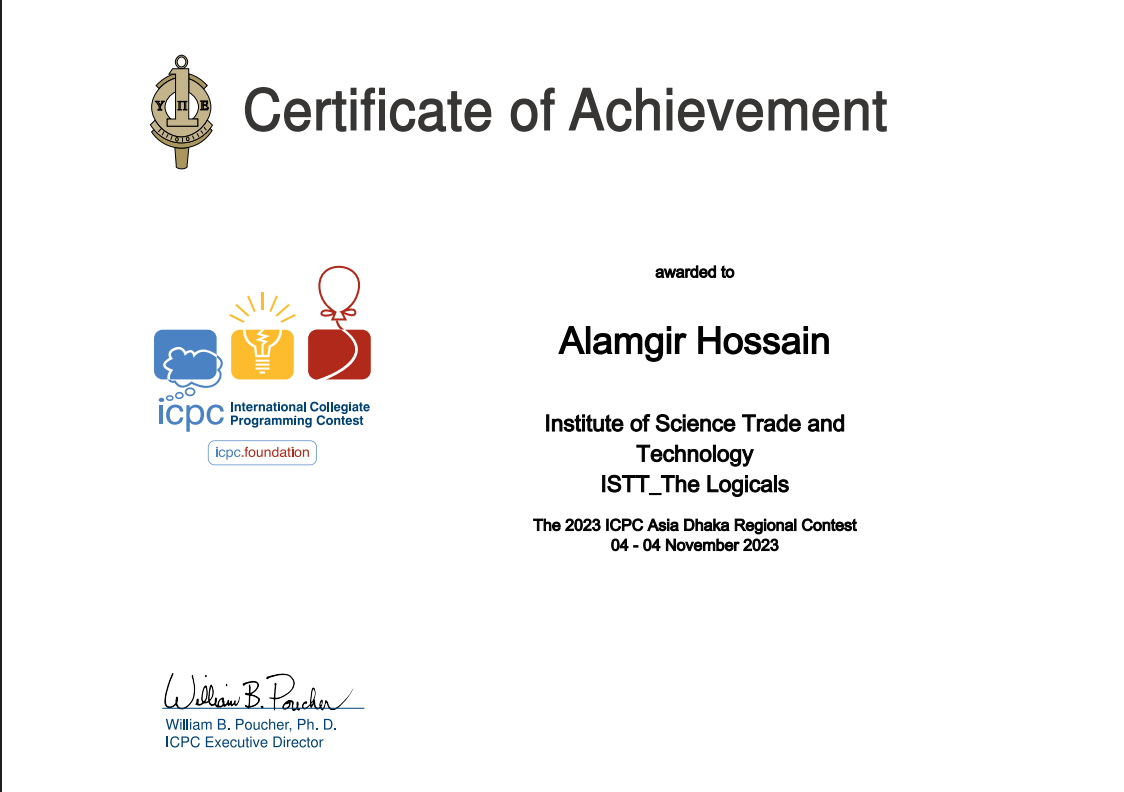 Certificate of Achievement
Υ Π Ε
awarded to
Alamgir Hossain
Institute of Science Trade and
Technology
ISTT_The Logicals
The 2023 ICPC Asia Dhaka Regional Contest
04 - 04 November 2023
icpc International Collegiate
Programming Contest
icpc.foundation
William B. Poucher
William B. Poucher, Ph. D.
ICPC Executive Director